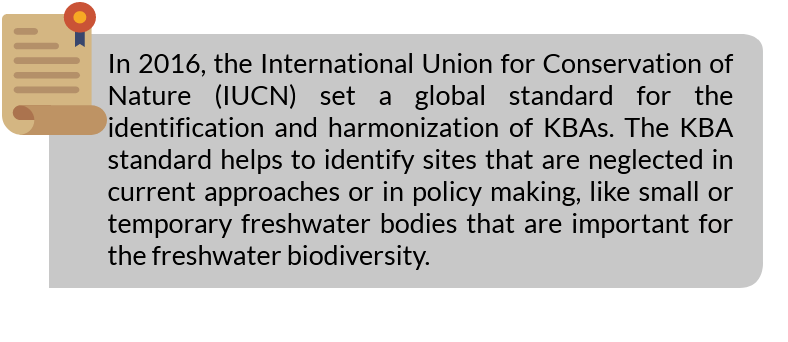 In 2016, the International Union for Conservation of
Nature (IUCN) set a global standard for the
identification and harmonization of KBAs. The KBA
standard helps to identify sites that are neglected in
current approaches or in policy making, like small or
temporary freshwater bodies that are important for
the freshwater biodiversity.